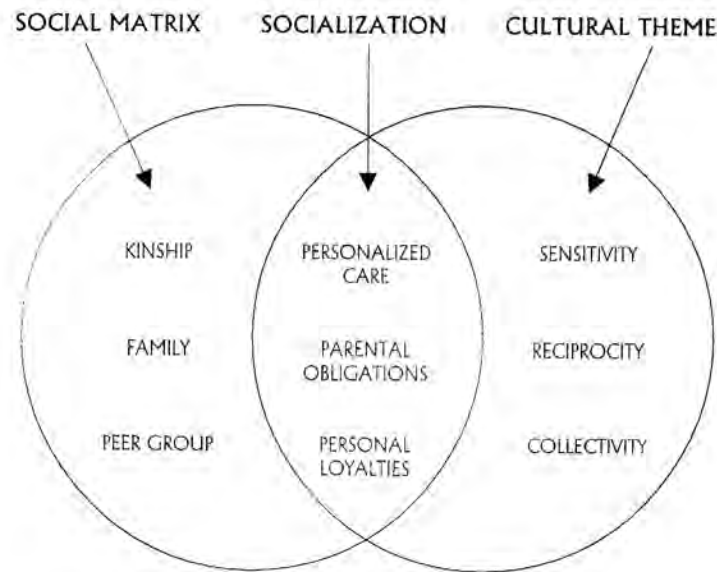 SOCIAL MATRIX
SOCIALIZATION
CULTURAL THEME
KINSHIP
PERSONALIZED
CARE
SENSITIVITY
FAMILY
PARENTAL
OBLIGATIONS
RECIPROCITY
PEER GROUP
PERSONAL
LOYALTIES
COLLECTIVITY